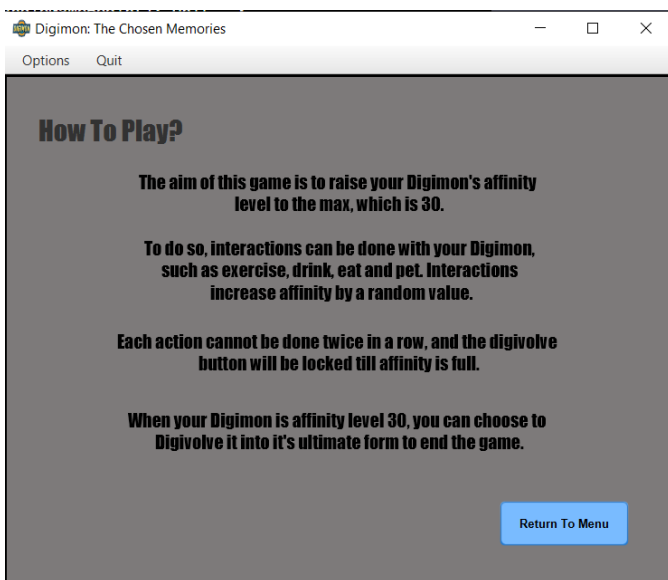 Digimon: The Chosen Memories
Options Quit
How To Play?
The aim of this game is to raise your Digimon's affinity
level to the max, which is 30.
To do so, interactions can be done with your Digimon,
such as exercise, drink, eat and pet. Interactions
increase affinity by a random value.
Each action cannot be done twice in a row, and the digivolve
button will be locked till affinity is full.
When your Digimon is affinity level 30, you can choose to
Digivolve it into it's ultimate form to end the game.
Return To Menu